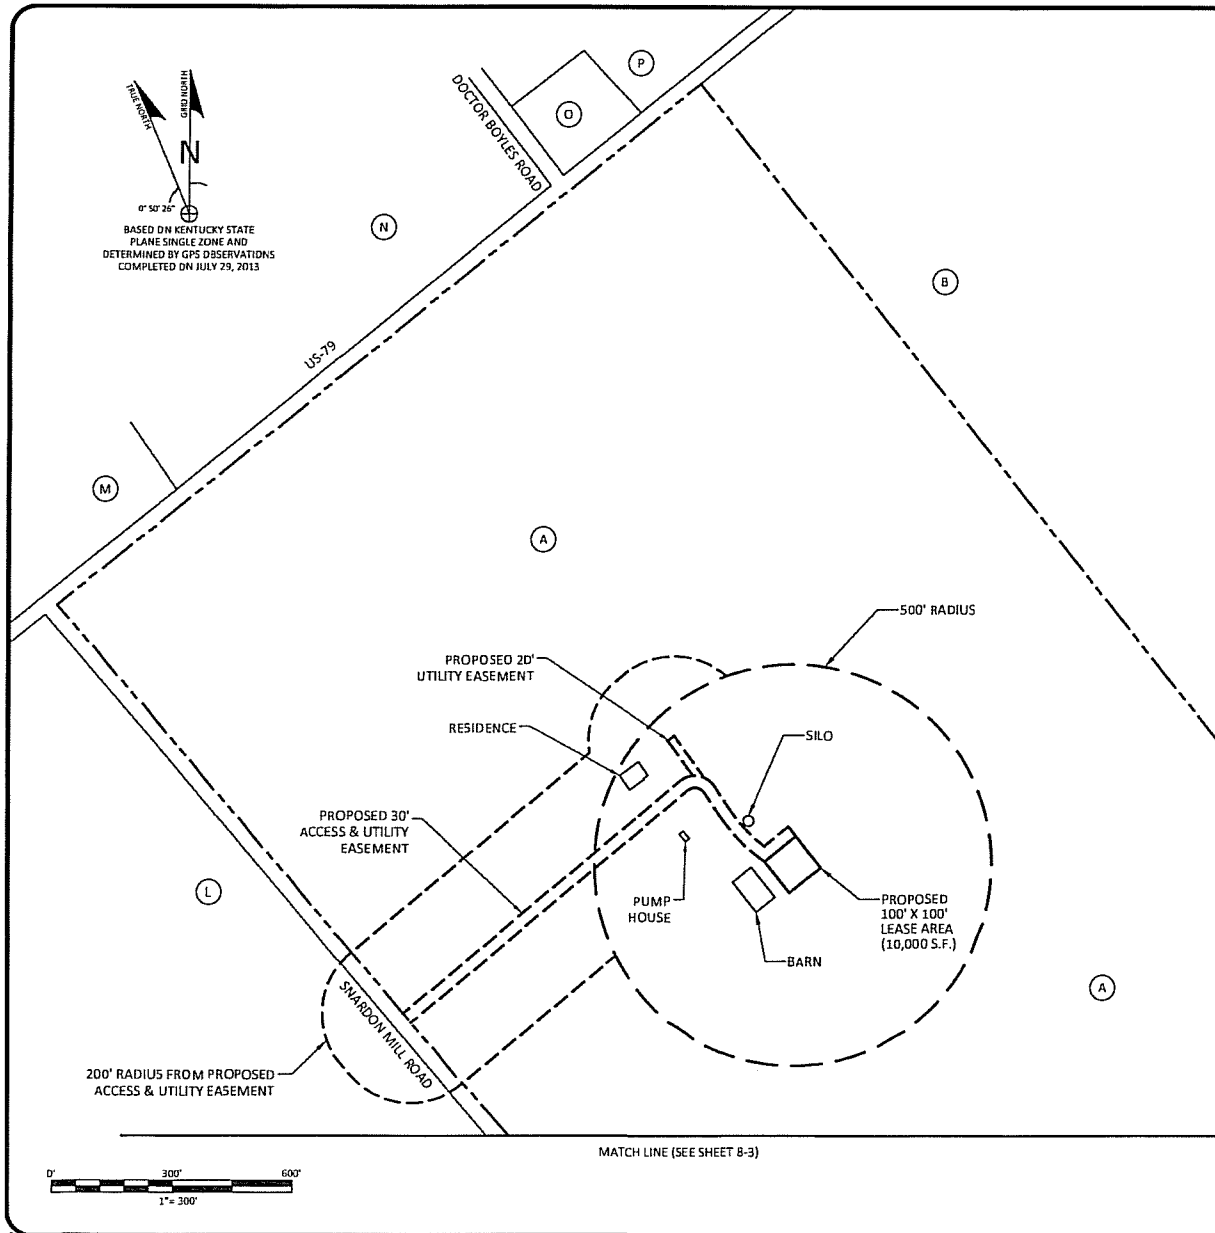 P
O
DOCTOR BOYLES ROAD
TRUE NORTH
GRID NORTH
N
0° 50' 26"
BASED ON KENTUCKY STATE
PLANE SINGLE ZONE AND
DETERMINED BY GPS OBSERVATIONS
COMPLETED ON JULY 29, 2013
N
B
US-79
M
A
500' RADIUS
PROPOSED 20'
UTILITY EASEMENT
RESIDENCE
SILO
PROPOSED 30'
ACCESS & UTILITY
EASEMENT
L
PUMP
HOUSE
PROPOSED
100' X 100'
LEASE AREA
(10,000 S.F.)
BARN
A
SNARDON MILL ROAD
200' RADIUS FROM PROPOSED
ACCESS & UTILITY EASEMENT
MATCH LINE (SEE SHEET 8-3)
0' 300' 600'
1"= 300'